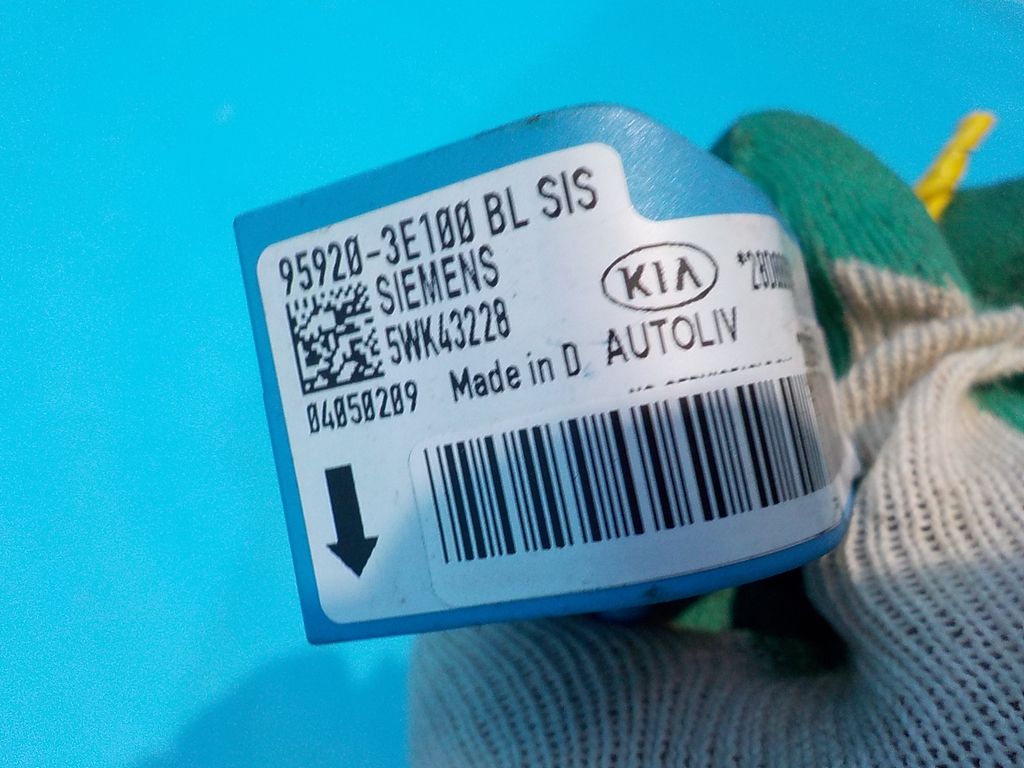 95920-3E100 BL SIS
SIEMENS
5WK43228
04050209
KIA
AUTOLIV
Made in D